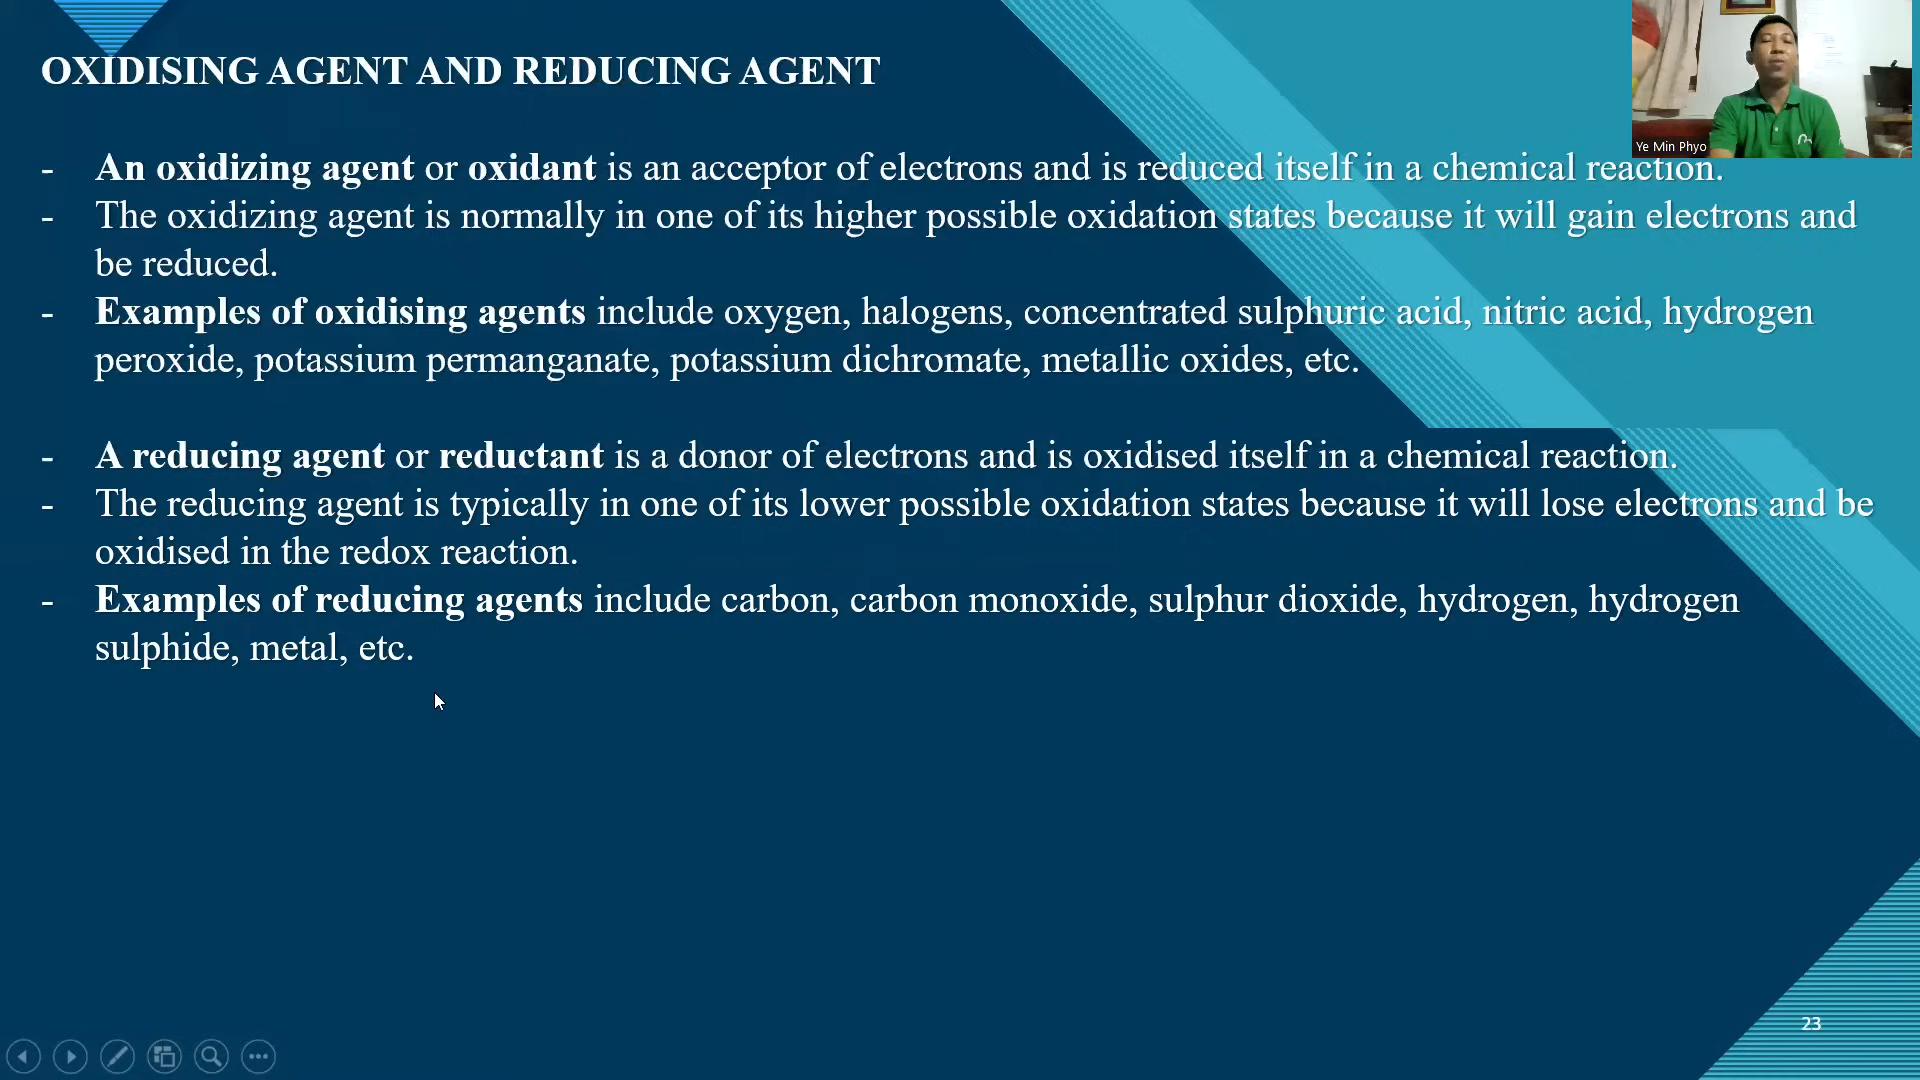 OXIDISING AGENT AND REDUCING AGENT
Ye Min Phyo
- An oxidizing agent or oxidant is an acceptor of electrons and is reduced itself in a chemical reaction.
- The oxidizing agent is normally in one of its higher possible oxidation states because it will gain electrons and
be reduced.
- Examples of oxidising agents include oxygen, halogens, concentrated sulphuric acid, nitric acid, hydrogen
peroxide, potassium permanganate, potassium dichromate, metallic oxides, etc.
- A reducing agent or reductant is a donor of electrons and is oxidised itself in a chemical reaction.
- The reducing agent is typically in one of its lower possible oxidation states because it will lose electrons and be
oxidised in the redox reaction.
- Examples of reducing agents include carbon, carbon monoxide, sulphur dioxide, hydrogen, hydrogen
sulphide, metal, etc.
23